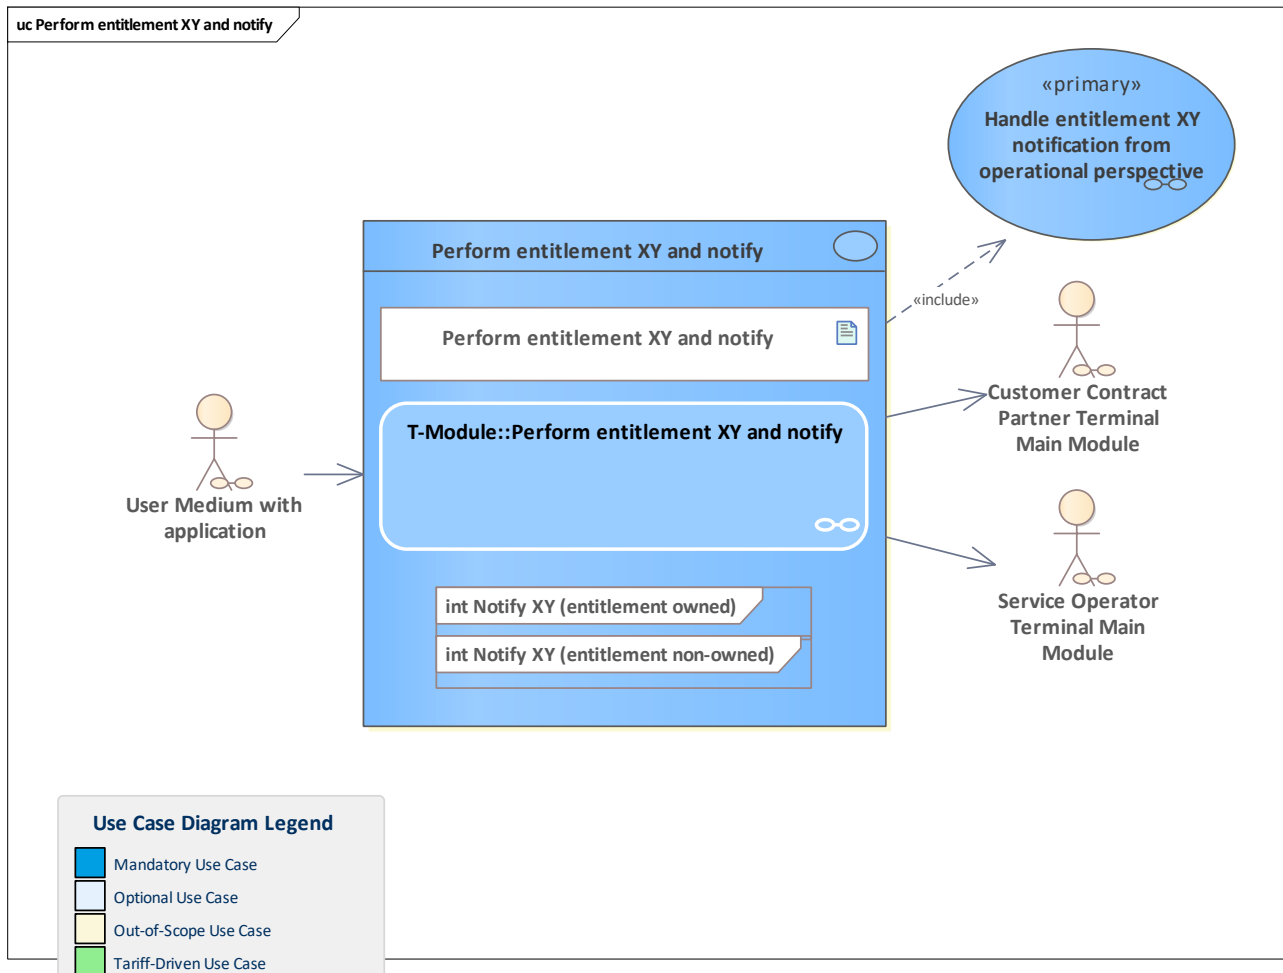 uc Perform entitlement XY and notify
«primary»
Handle entitlement XY
notification from
operational perspective
Perform entitlement XY and notify
«include»
Perform entitlement XY and notify
T-Module::Perform entitlement XY and notify
Customer Contract
Partner Terminal
Main Module
User Medium with
application
Service Operator
Terminal Main
Module
int Notify XY (entitlement owned)
int Notify XY (entitlement non-owned)
Use Case Diagram Legend
Mandatory Use Case
Optional Use Case
Out-of-Scope Use Case
Tariff-Driven Use Case